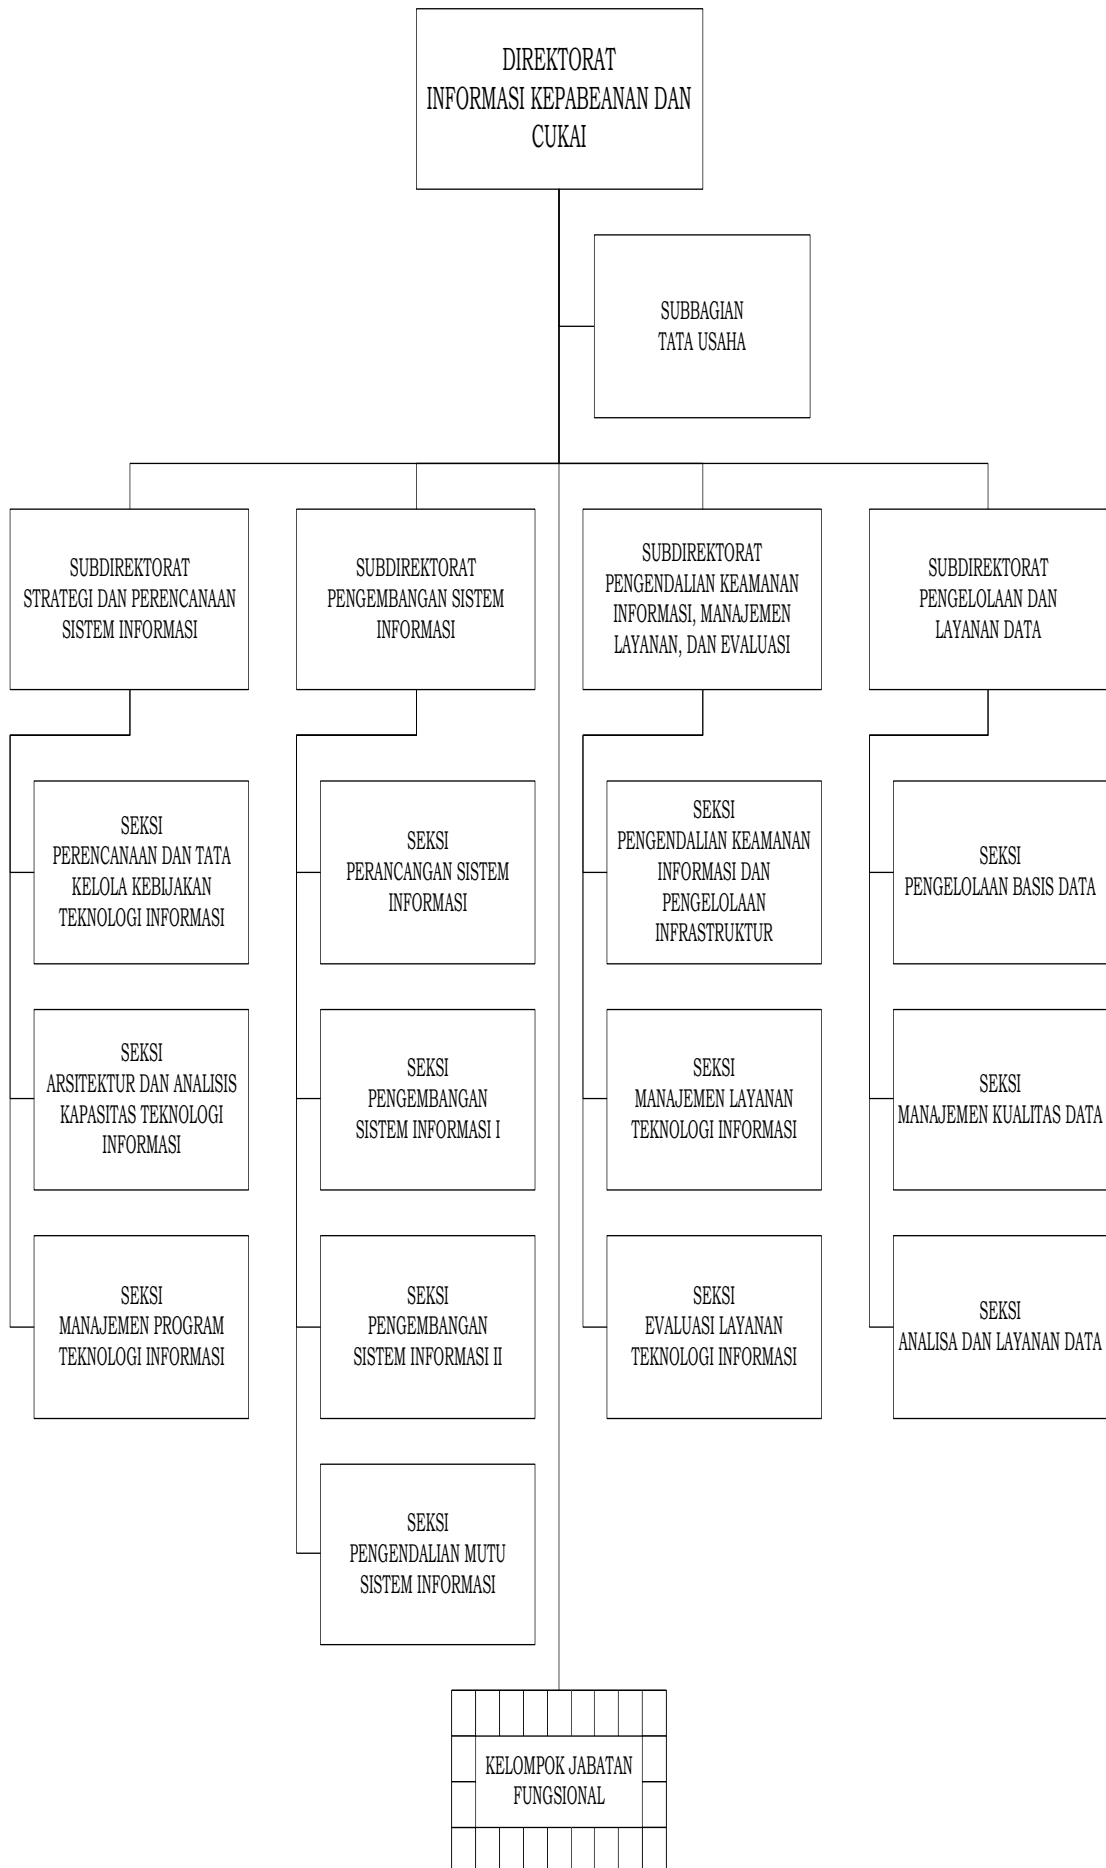 DIREKTORAT
INFORMASI KEPABEANAN DAN
CUKAI
SUBBAGIAN
TATA USAHA
SUBDIREKTORAT
STRATEGI DAN PERENCANAAN
SISTEM INFORMASI
SUBDIREKTORAT
PENGEMBANGAN SISTEM
INFORMASI
SUBDIREKTORAT
PENGENDALIAN KEAMANAN
INFORMASI, MANAJEMEN
LAYANAN, DAN EVALUASI
SUBDIREKTORAT
PENGELOLAAN DAN
LAYANAN DATA
SEKSI
PERENCANAAN DAN TATA
KELOLA KEBIJAKAN
TEKNOLOGI INFORMASI
SEKSI
PERANCANGAN SISTEM
INFORMASI
SEKSI
PENGENDALIAN KEAMANAN
INFORMASI DAN
PENGELOLAAN
INFRASTRUKTUR
SEKSI
PENGELOLAAN BASIS DATA
SEKSI
ARSITEKTUR DAN ANALISIS
KAPASITAS TEKNOLOGI
INFORMASI
SEKSI
PENGEMBANGAN
SISTEM INFORMASI I
SEKSI
MANAJEMEN LAYANAN
TEKNOLOGI INFORMASI
SEKSI
MANAJEMEN KUALITAS DATA
SEKSI
MANAJEMEN PROGRAM
TEKNOLOGI INFORMASI
SEKSI
PENGEMBANGAN
SISTEM INFORMASI II
SEKSI
EVALUASI LAYANAN
TEKNOLOGI INFORMASI
SEKSI
ANALISA DAN LAYANAN DATA
SEKSI
PENGENDALIAN MUTU
SISTEM INFORMASI
KELOMPOK JABATAN
FUNGSIONAL